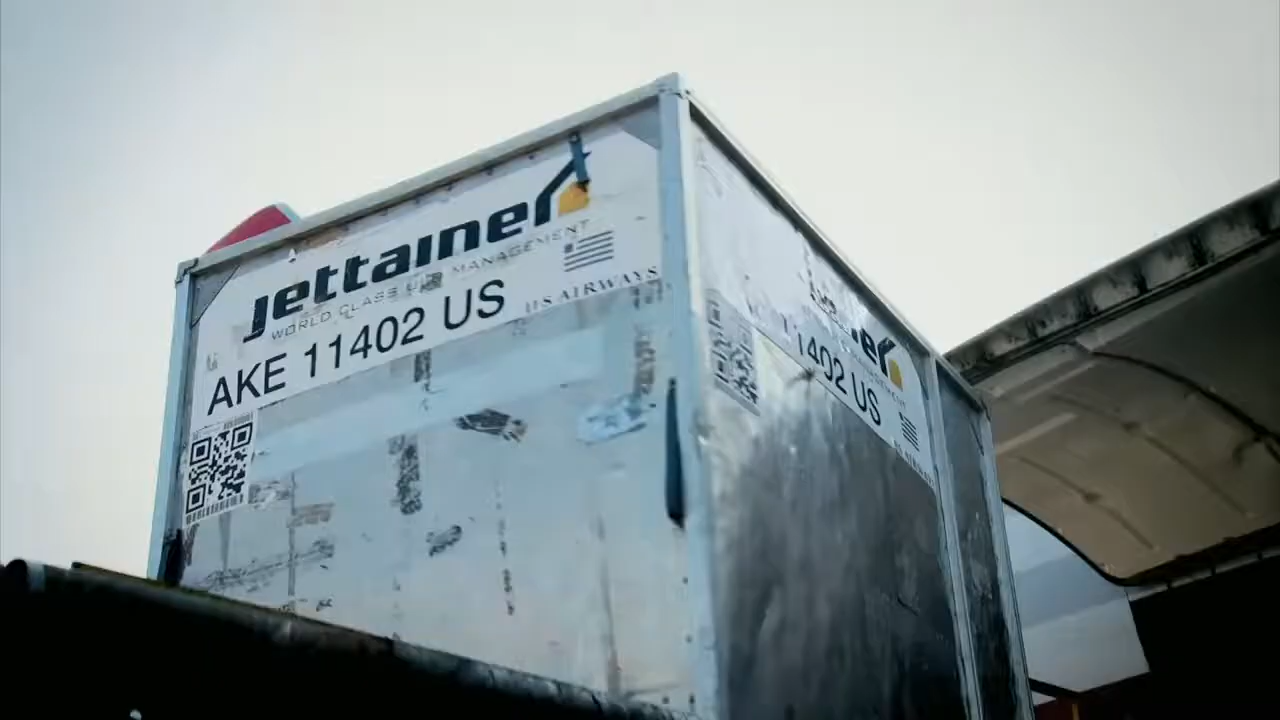 jettainer
WORLD CLASS ULD MANAGEMENT
US AIRWAYS
AKE 11402 US
1402 US